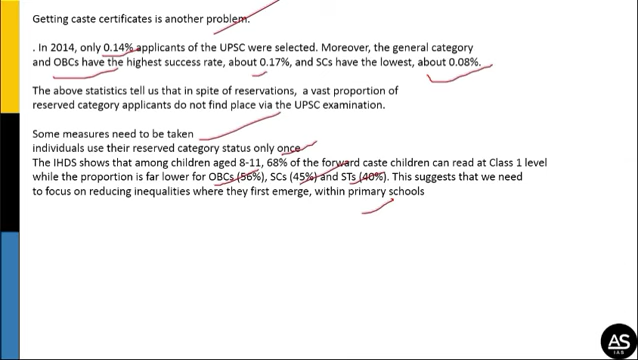 Getting caste certificates is another problem.
. In 2014, only 0.14% applicants of the UPSC were selected. Moreover, the general category
and OBCs have the highest success rate, about 0.17%, and SCs have the lowest, about 0.08%.
The above statistics tell us that in spite of reservations, a vast proportion of
reserved category applicants do not find place via the UPSC examination.
Some measures need to be taken
individuals use their reserved category status only once
The IHDS shows that among children aged 8-11, 68% of the forward caste children can read at Class 1 level
while the proportion is far lower for OBCs (56%), SCs (45%) and STs (40%). This suggests that we need
to focus on reducing inequalities where they first emerge, within primary schools
AS
IAS